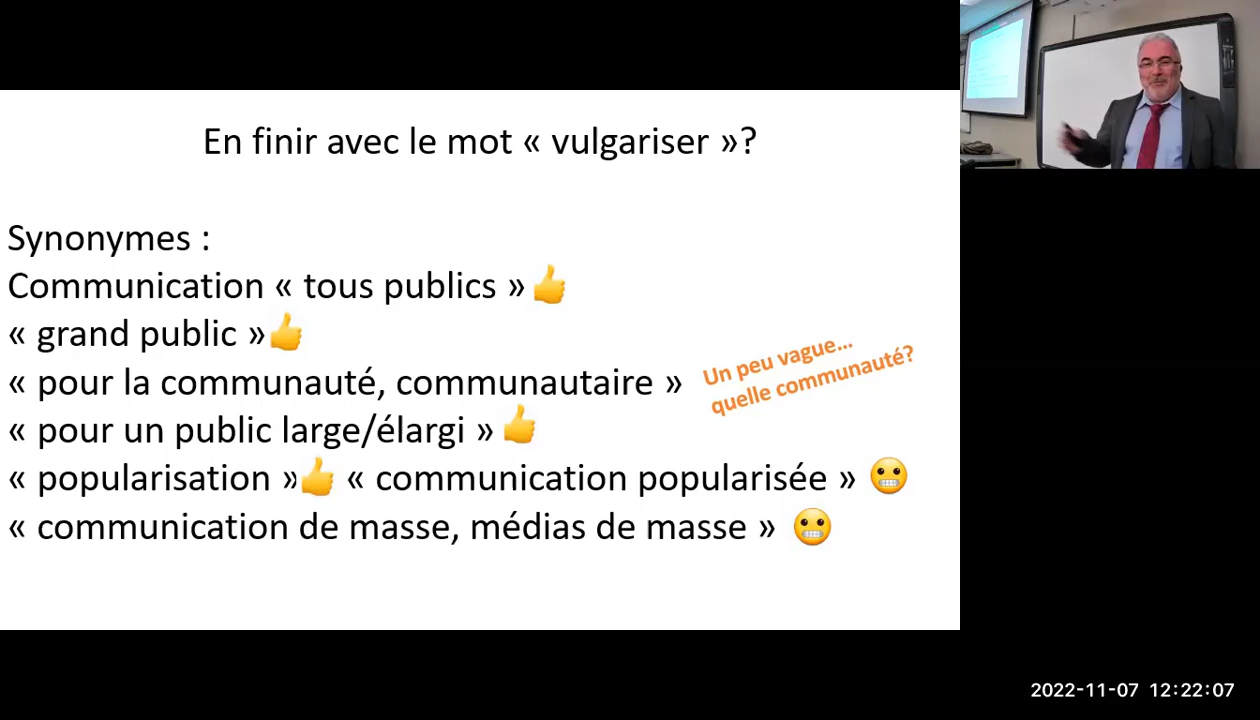 En finir avec le mot « vulgariser »?
Synonymes :
Communication « tous publics »👍
« grand public »👍
« pour la communauté, communautaire »
Un peu vague...
quelle communauté?
« pour un public large/élargi »👍
« popularisation »👍 « communication popularisée » 😬
« communication de masse, médias de masse » 😬
2022-11-07 12:22:07